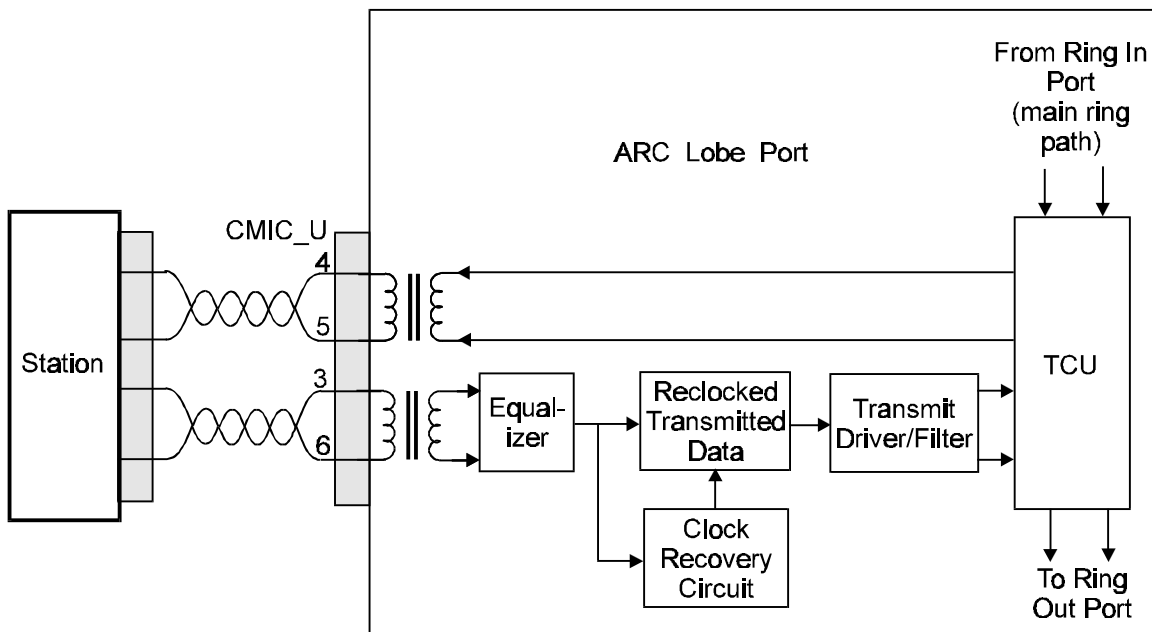 From Ring In
Port
(main ring
path)
ARC Lobe Port
CMIC_U
4
5
Station
3
6
TCU
Equal-
izer
Reclocked
Transmitted
Data
Transmit
Driver/Filter
Clock
Recovery
Circuit
To Ring
Out Port